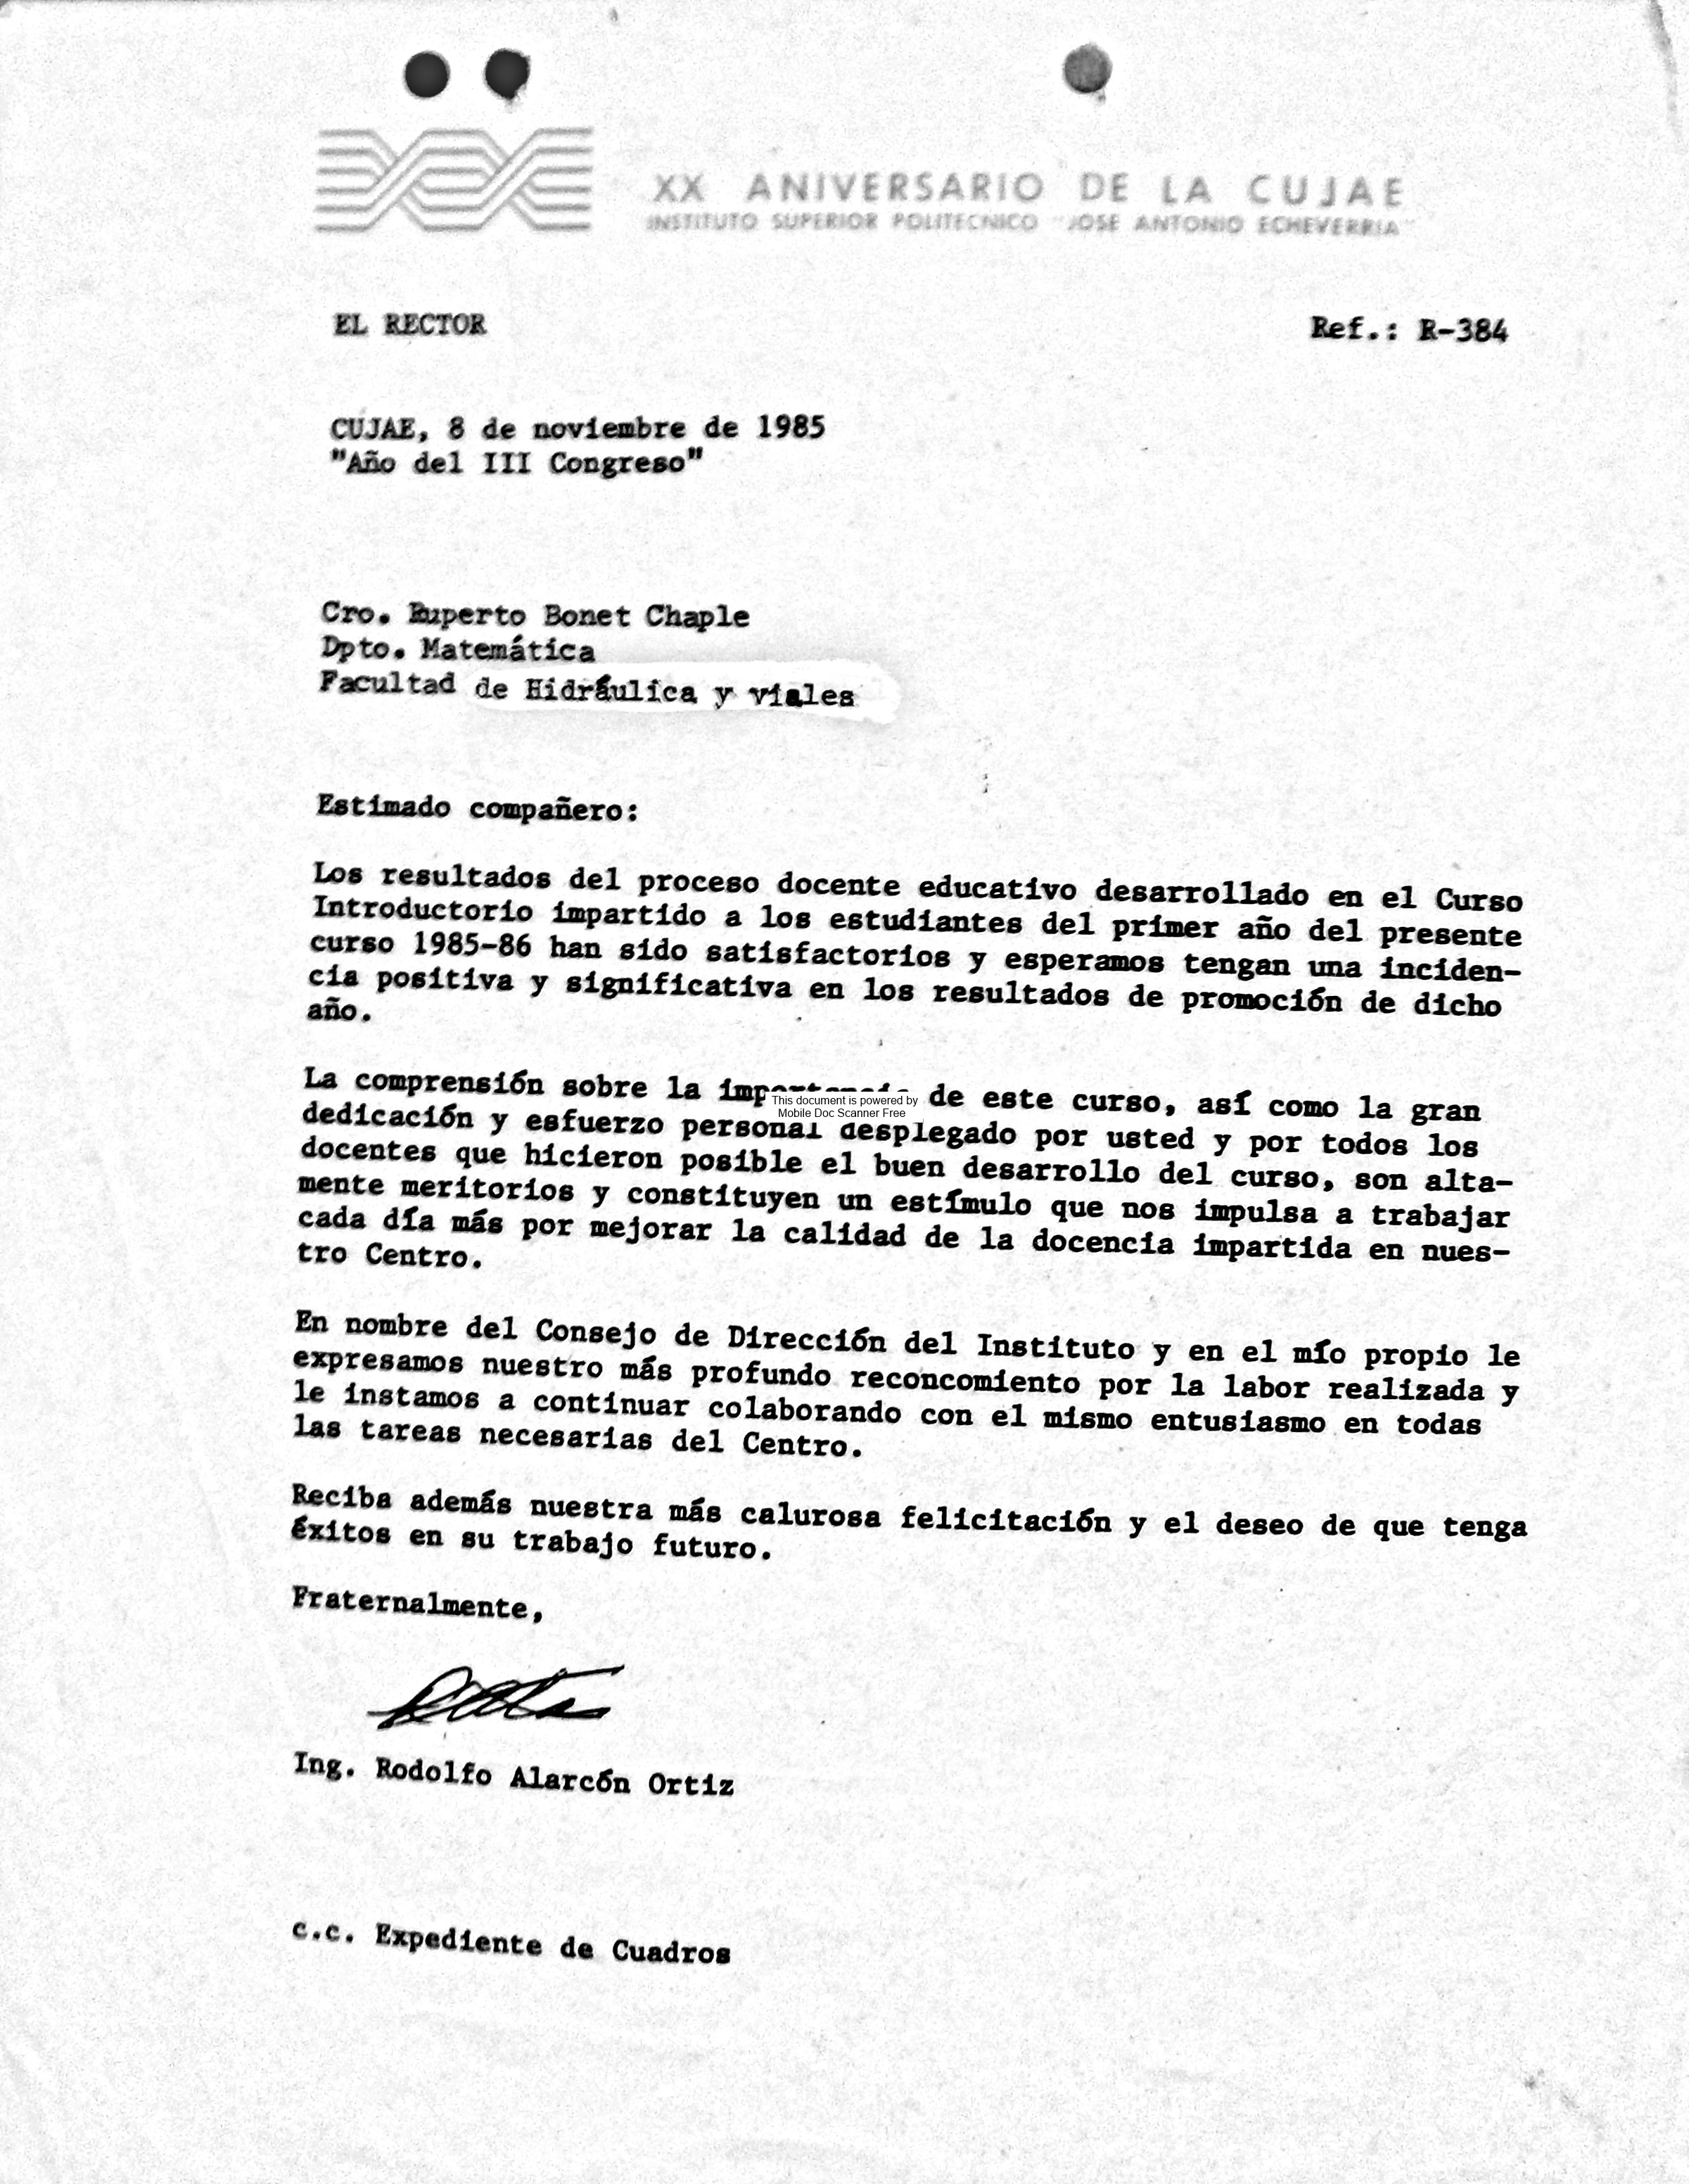 XX ANIVERSARIO DE LA CUJAE
INSTITUTO SUPERIOR POLITECNICO "JOSE ANTONIO ECHEVERRIA"
EL RECTOR
Ref.: R-384
CUJAE, 8 de noviembre de 1985
"Año del III Congreso"
Cro. Ruperto Bonet Chaple
Dpto. Matemática
Facultad de Hidráulica y viales
Estimado compañero:
Los resultados del proceso docente educativo desarrollado en el Curso
Introductorio impartido a los estudiantes del primer año del presente
curso 1985-86 han sido satisfactorios y esperamos tengan una inciden-
cia positiva y significativa en los resultados de promoción de dicho
año.
La comprensión sobre la de este curso, así como la gran
This document is powered by
Mobile Doc Scanner Free
dedicación y esfuerzo personal desplegado por usted y por todos los
docentes que hicieron posible el buen desarrollo del curso, son alta-
mente meritorios y constituyen un estímulo que nos impulsa a trabajar
cada día más por mejorar la calidad de la docencia impartida en nues-
tro Centro.
En nombre del Consejo de Dirección del Instituto y en el mío propio le
expresamos nuestro más profundo reconcomiento por la labor realizada y
le instamos a continuar colaborando con el mismo entusiasmo en todas
las tareas necesarias del Centro.
Reciba además nuestra más calurosa felicitación y el deseo de que tenga
éxitos en su trabajo futuro.
Fraternalmente,
Ing. Rodolfo Alarcón Ortiz
c.c. Expediente de Cuadros